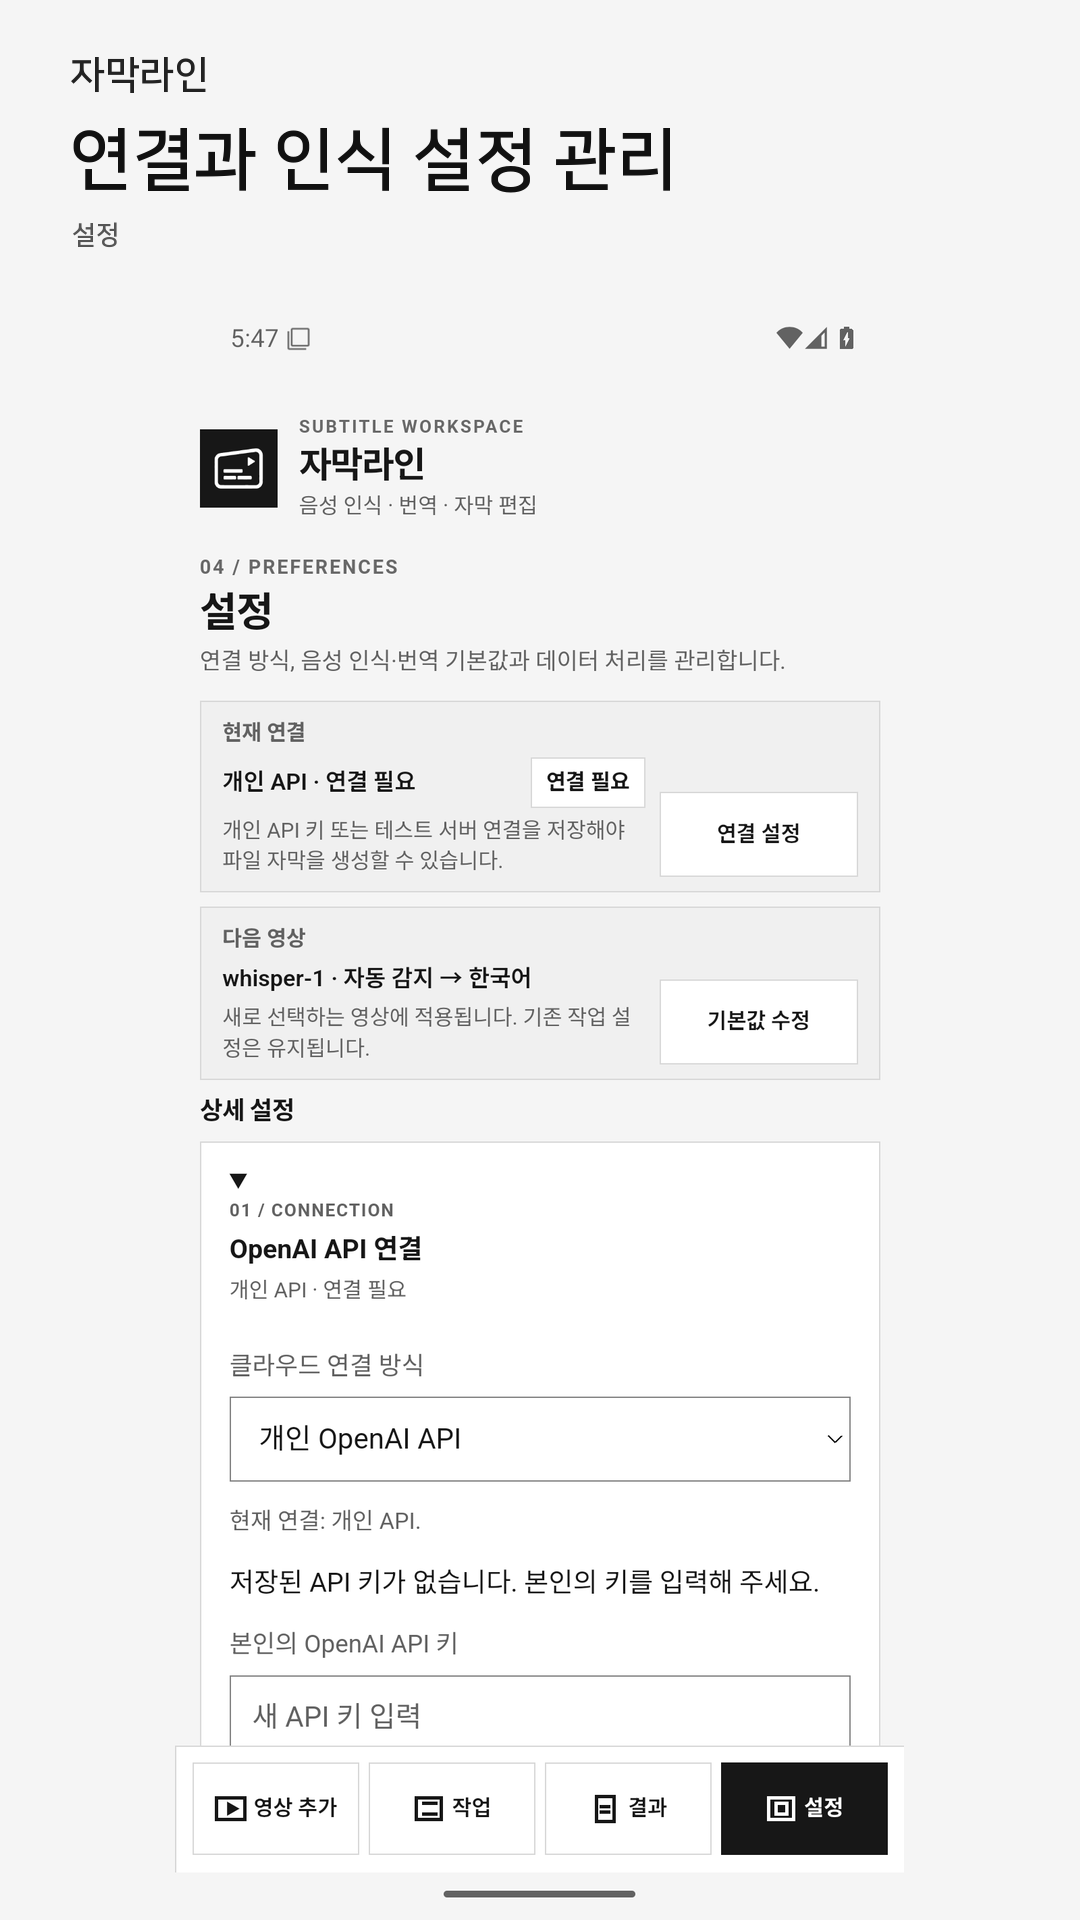 자막라인
연결과 인식 설정 관리
설정
5:47
SUBTITLE WORKSPACE
자막라인
음성 인식 · 번역 · 자막 편집
04 / PREFERENCES
설정
연결 방식, 음성 인식·번역 기본값과 데이터 처리를 관리합니다.
현재 연결
개인 API · 연결 필요
연결 필요
개인 API 키 또는 테스트 서버 연결을 저장해야
파일 자막을 생성할 수 있습니다.
연결 설정
다음 영상
whisper-1 · 자동 감지 → 한국어
새로 선택하는 영상에 적용됩니다. 기존 작업 설
정은 유지됩니다.
기본값 수정
상세 설정
▼
01 / CONNECTION
OpenAI API 연결
개인 API · 연결 필요
클라우드 연결 방식
개인 OpenAI API
현재 연결: 개인 API.
저장된 API 키가 없습니다. 본인의 키를 입력해 주세요.
본인의 OpenAI API 키
새 API 키 입력
영상 추가
작업
결과
설정